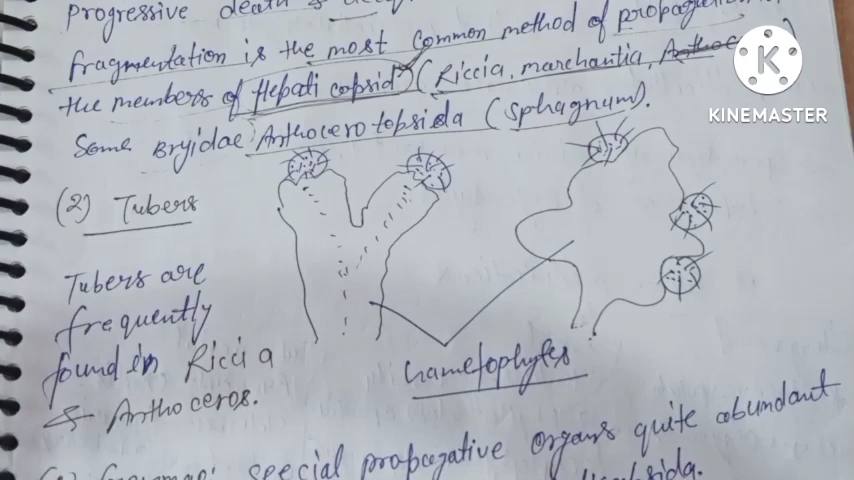 Progressive death &
fragmentation is the most common method of
the members of Hepaticopsida (Riccia, marchantia,
Some Bryidae Anthocerotopsida (Sphagnum).
(2) Tubers
Tubers are
frequently
found in Riccia
& Anthoceros.
Gametophytes
special propagative organs quite abundant
KINEMASTER